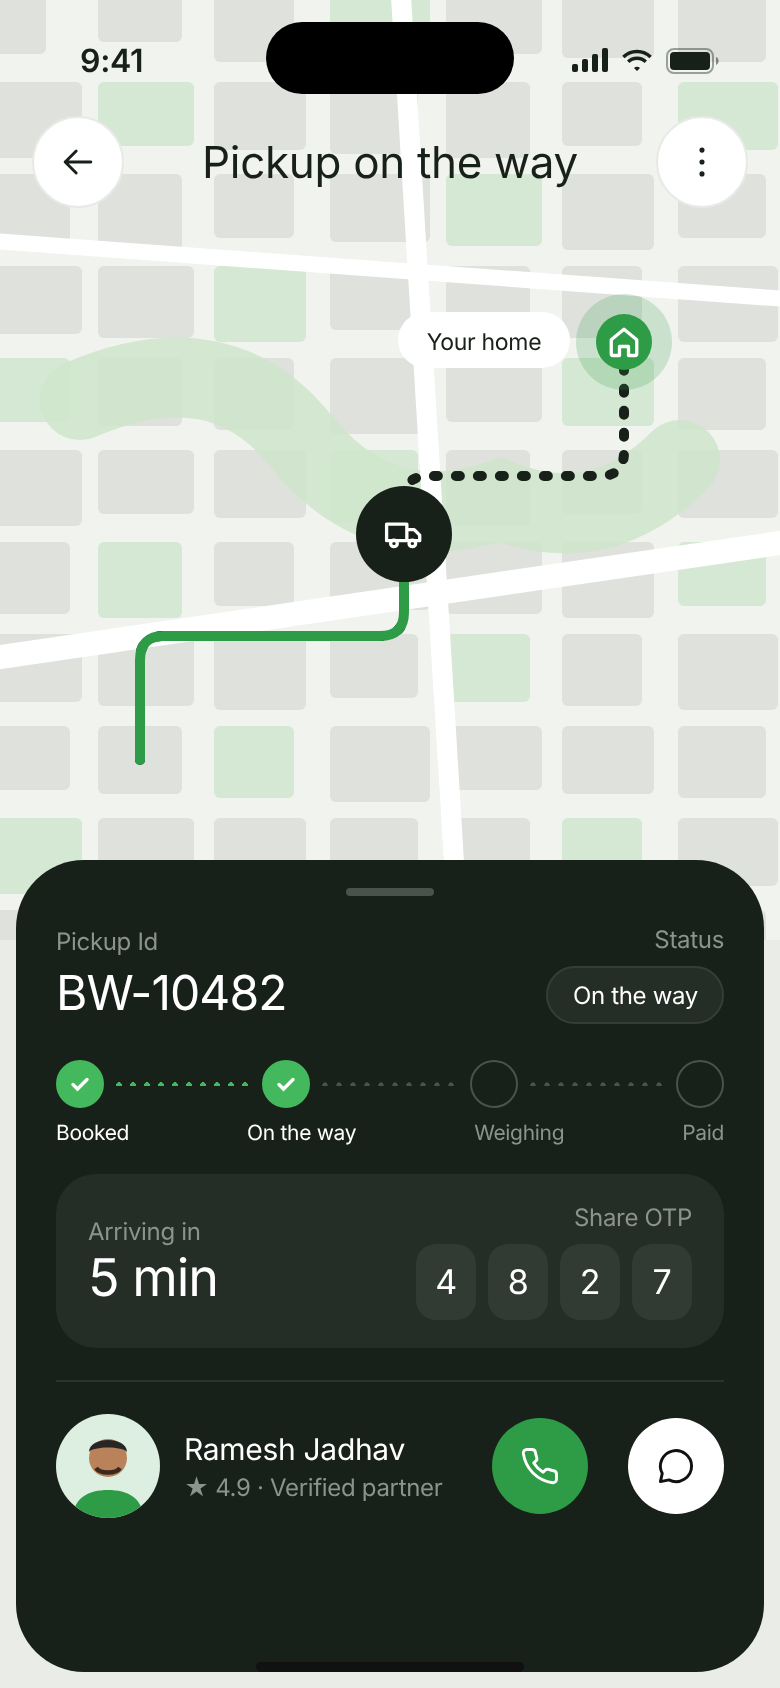 9:41
Pickup on the way
Your home
Pickup Id
Status
BW-10482
On the way
Booked
On the way
Weighing
Paid
Arriving in
Share OTP
5 min
4 8 2 7
Ramesh Jadhav
★ 4.9 · Verified partner